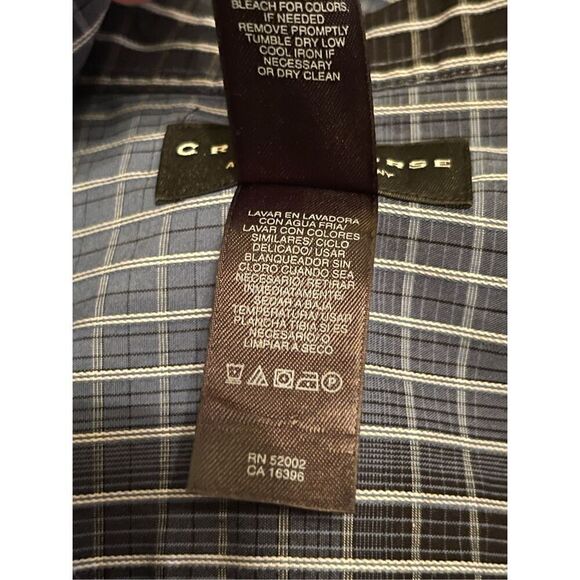 BLEACH FOR COLORS,
IF NEEDED
REMOVE PROMPTLY
TUMBLE DRY LOW
COOL IRON IF
NECESSARY
OR DRY CLEAN
LAVAR EN LAVADORA
CON AGUA FRIA/
LAVAR CON COLORES
SIMILARES/ CICLO
DELICADO/ USAR
BLANQUEADOR SIN
CLORO CUANDO SEA
NECESARIO/ RETIRAR
INMEDIATAMENTE
SECAR A BAJA
TEMPERATURA/ USAR
PLANCHA TIBIA SI ES
NECESARIO/ O
LIMPIAR A SECO
P
RN 52002
CA 16396